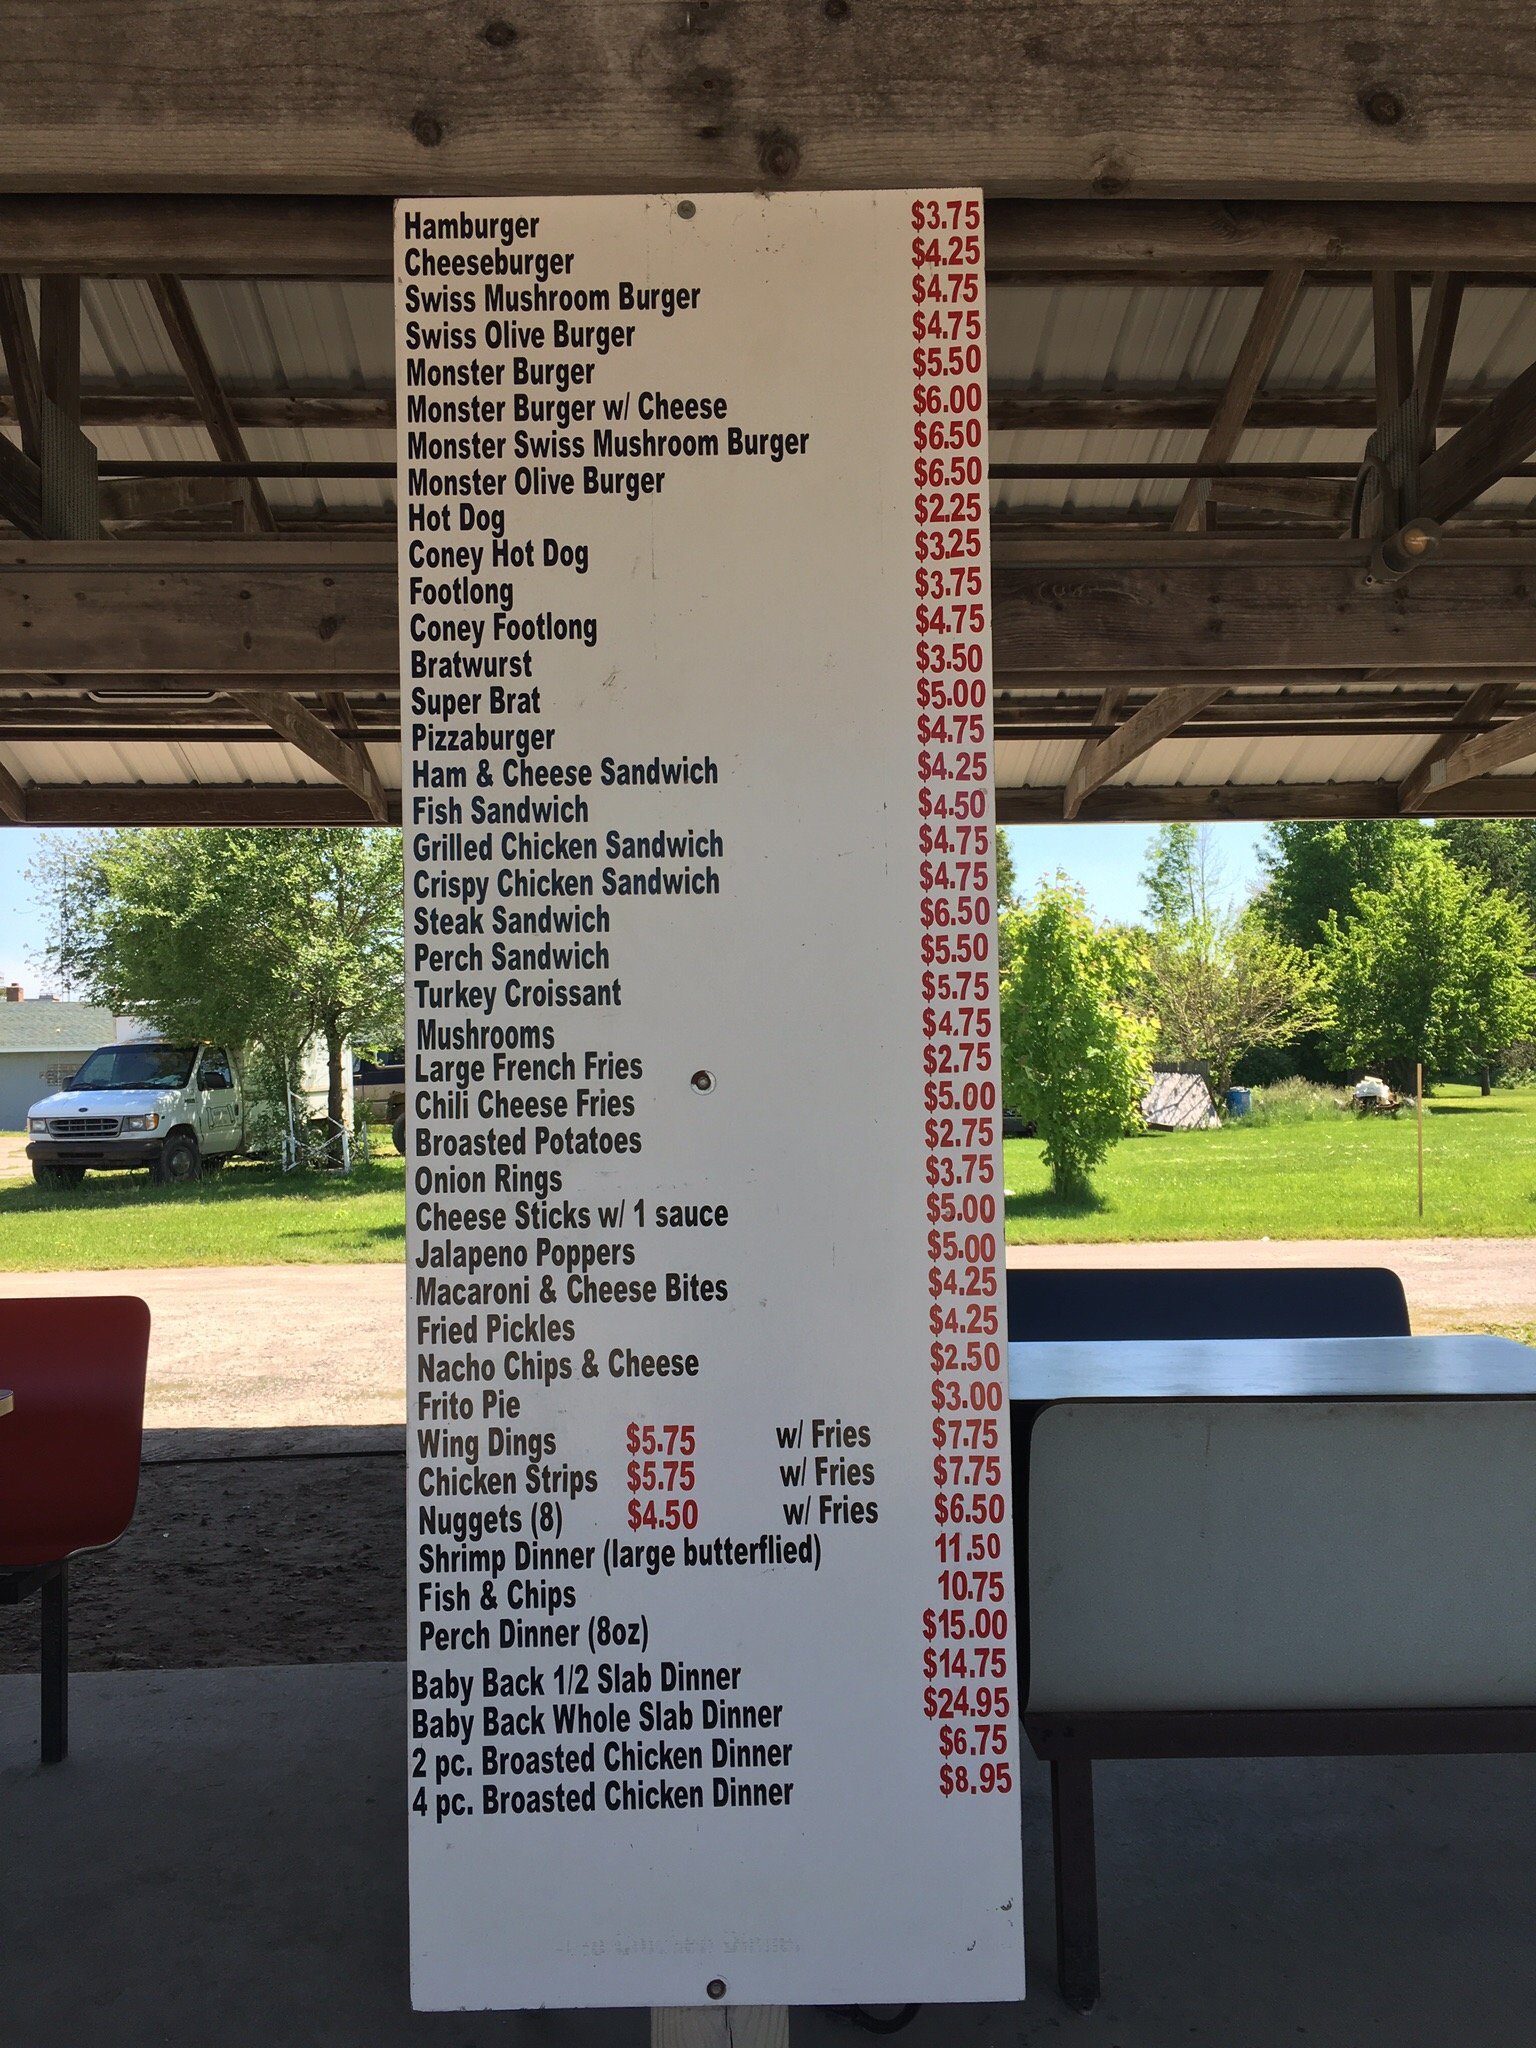 Hamburger $3.75
Cheeseburger $4.25
Swiss Mushroom Burger $4.75
Swiss Olive Burger $4.75
Monster Burger $5.50
Monster Burger w/ Cheese $6.00
Monster Swiss Mushroom Burger $6.50
Monster Olive Burger $6.50
Hot Dog $2.25
Coney Hot Dog $3.25
Footlong $3.75
Coney Footlong $4.75
Bratwurst $3.50
Super Brat $5.00
Pizzaburger $4.75
Ham & Cheese Sandwich $4.25
Fish Sandwich $4.50
Grilled Chicken Sandwich $4.75
Crispy Chicken Sandwich $4.75
Steak Sandwich $6.50
Perch Sandwich $5.50
Turkey Croissant $5.75
Mushrooms $4.75
Large French Fries $2.75
Chili Cheese Fries $5.00
Broasted Potatoes $2.75
Onion Rings $3.75
Cheese Sticks w/ 1 sauce $5.00
Jalapeno Poppers $5.00
Macaroni & Cheese Bites $4.25
Fried Pickles $4.25
Nacho Chips & Cheese $2.50
Frito Pie $3.00
Wing Dings $5.75 w/ Fries $7.75
Chicken Strips $5.75 w/ Fries $7.75
Nuggets (8) $4.50 w/ Fries $6.50
Shrimp Dinner (large butterflied) 11.50
Fish & Chips 10.75
Perch Dinner (8oz) $15.00
Baby Back 1/2 Slab Dinner $14.75
Baby Back Whole Slab Dinner $24.95
2 pc. Broasted Chicken Dinner $6.75
4 pc. Broasted Chicken Dinner $8.95